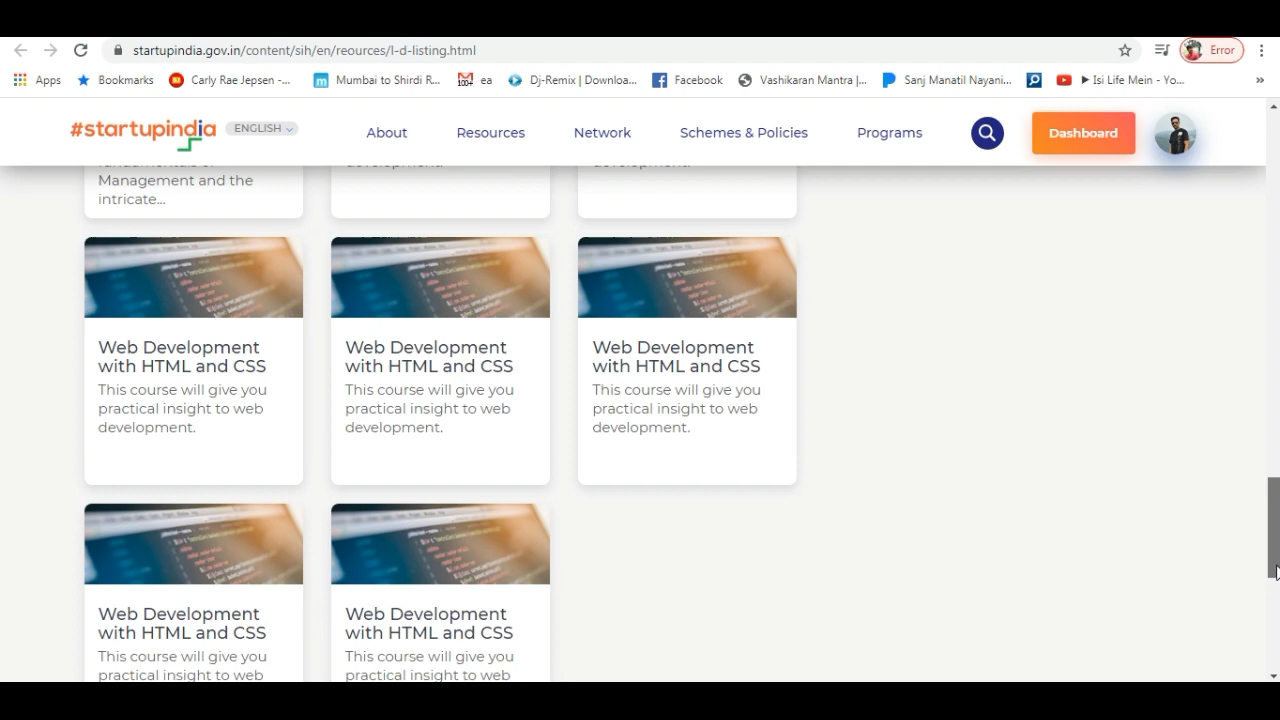 startupindia.gov.in/content/sih/en/reources/l-d-listing.html
Error
Apps Bookmarks Carly Rae Jepsen -... Mumbai to Shirdi R... 100+ ea Dj-Remix | Downloa... Facebook Vashikaran Mantra |... Sanj Manatil Nayani... Isi Life Mein - Yo... »
#startupindia ENGLISH About Resources Network Schemes & Policies Programs Dashboard
Management and the
intricate...
Web Development
with HTML and CSS
This course will give you
practical insight to web
development.
Web Development
with HTML and CSS
This course will give you
practical insight to web
development.
Web Development
with HTML and CSS
This course will give you
practical insight to web
development.
Web Development
with HTML and CSS
This course will give you
practical insight to web
Web Development
with HTML and CSS
This course will give you
practical insight to web